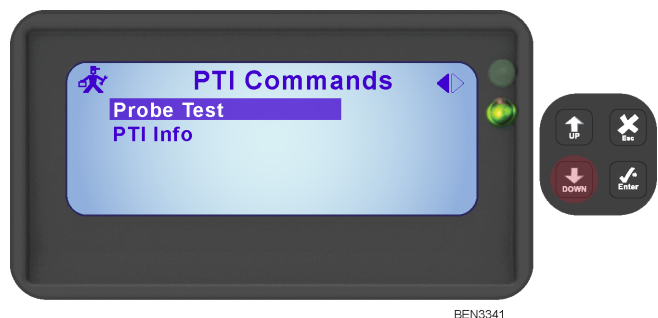 PTI Commands
Probe Test
PTI Info
UP
Esc
DOWN
Enter
BEN3341